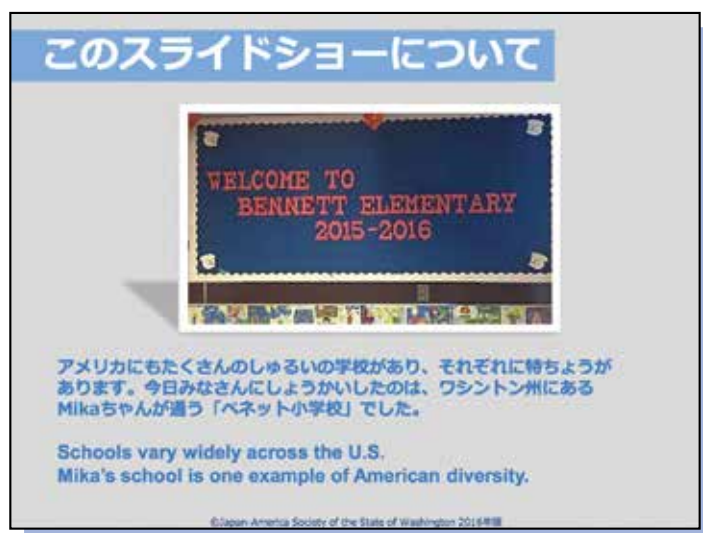 このスライドショーについて
WELCOME TO
BENNETT ELEMENTARY
2015-2016
アメリカにもたくさんのしゅるいの学校があり、それぞれに特ちょうが
あります。今日みなさんにしょうかいしたのは、ワシントン州にある
Mikaちゃんが通う「ベネット小学校」でした。
Schools vary widely across the U.S.
Mika's school is one example of American diversity.
©Japan-America Society of the State of Washington 2016年版